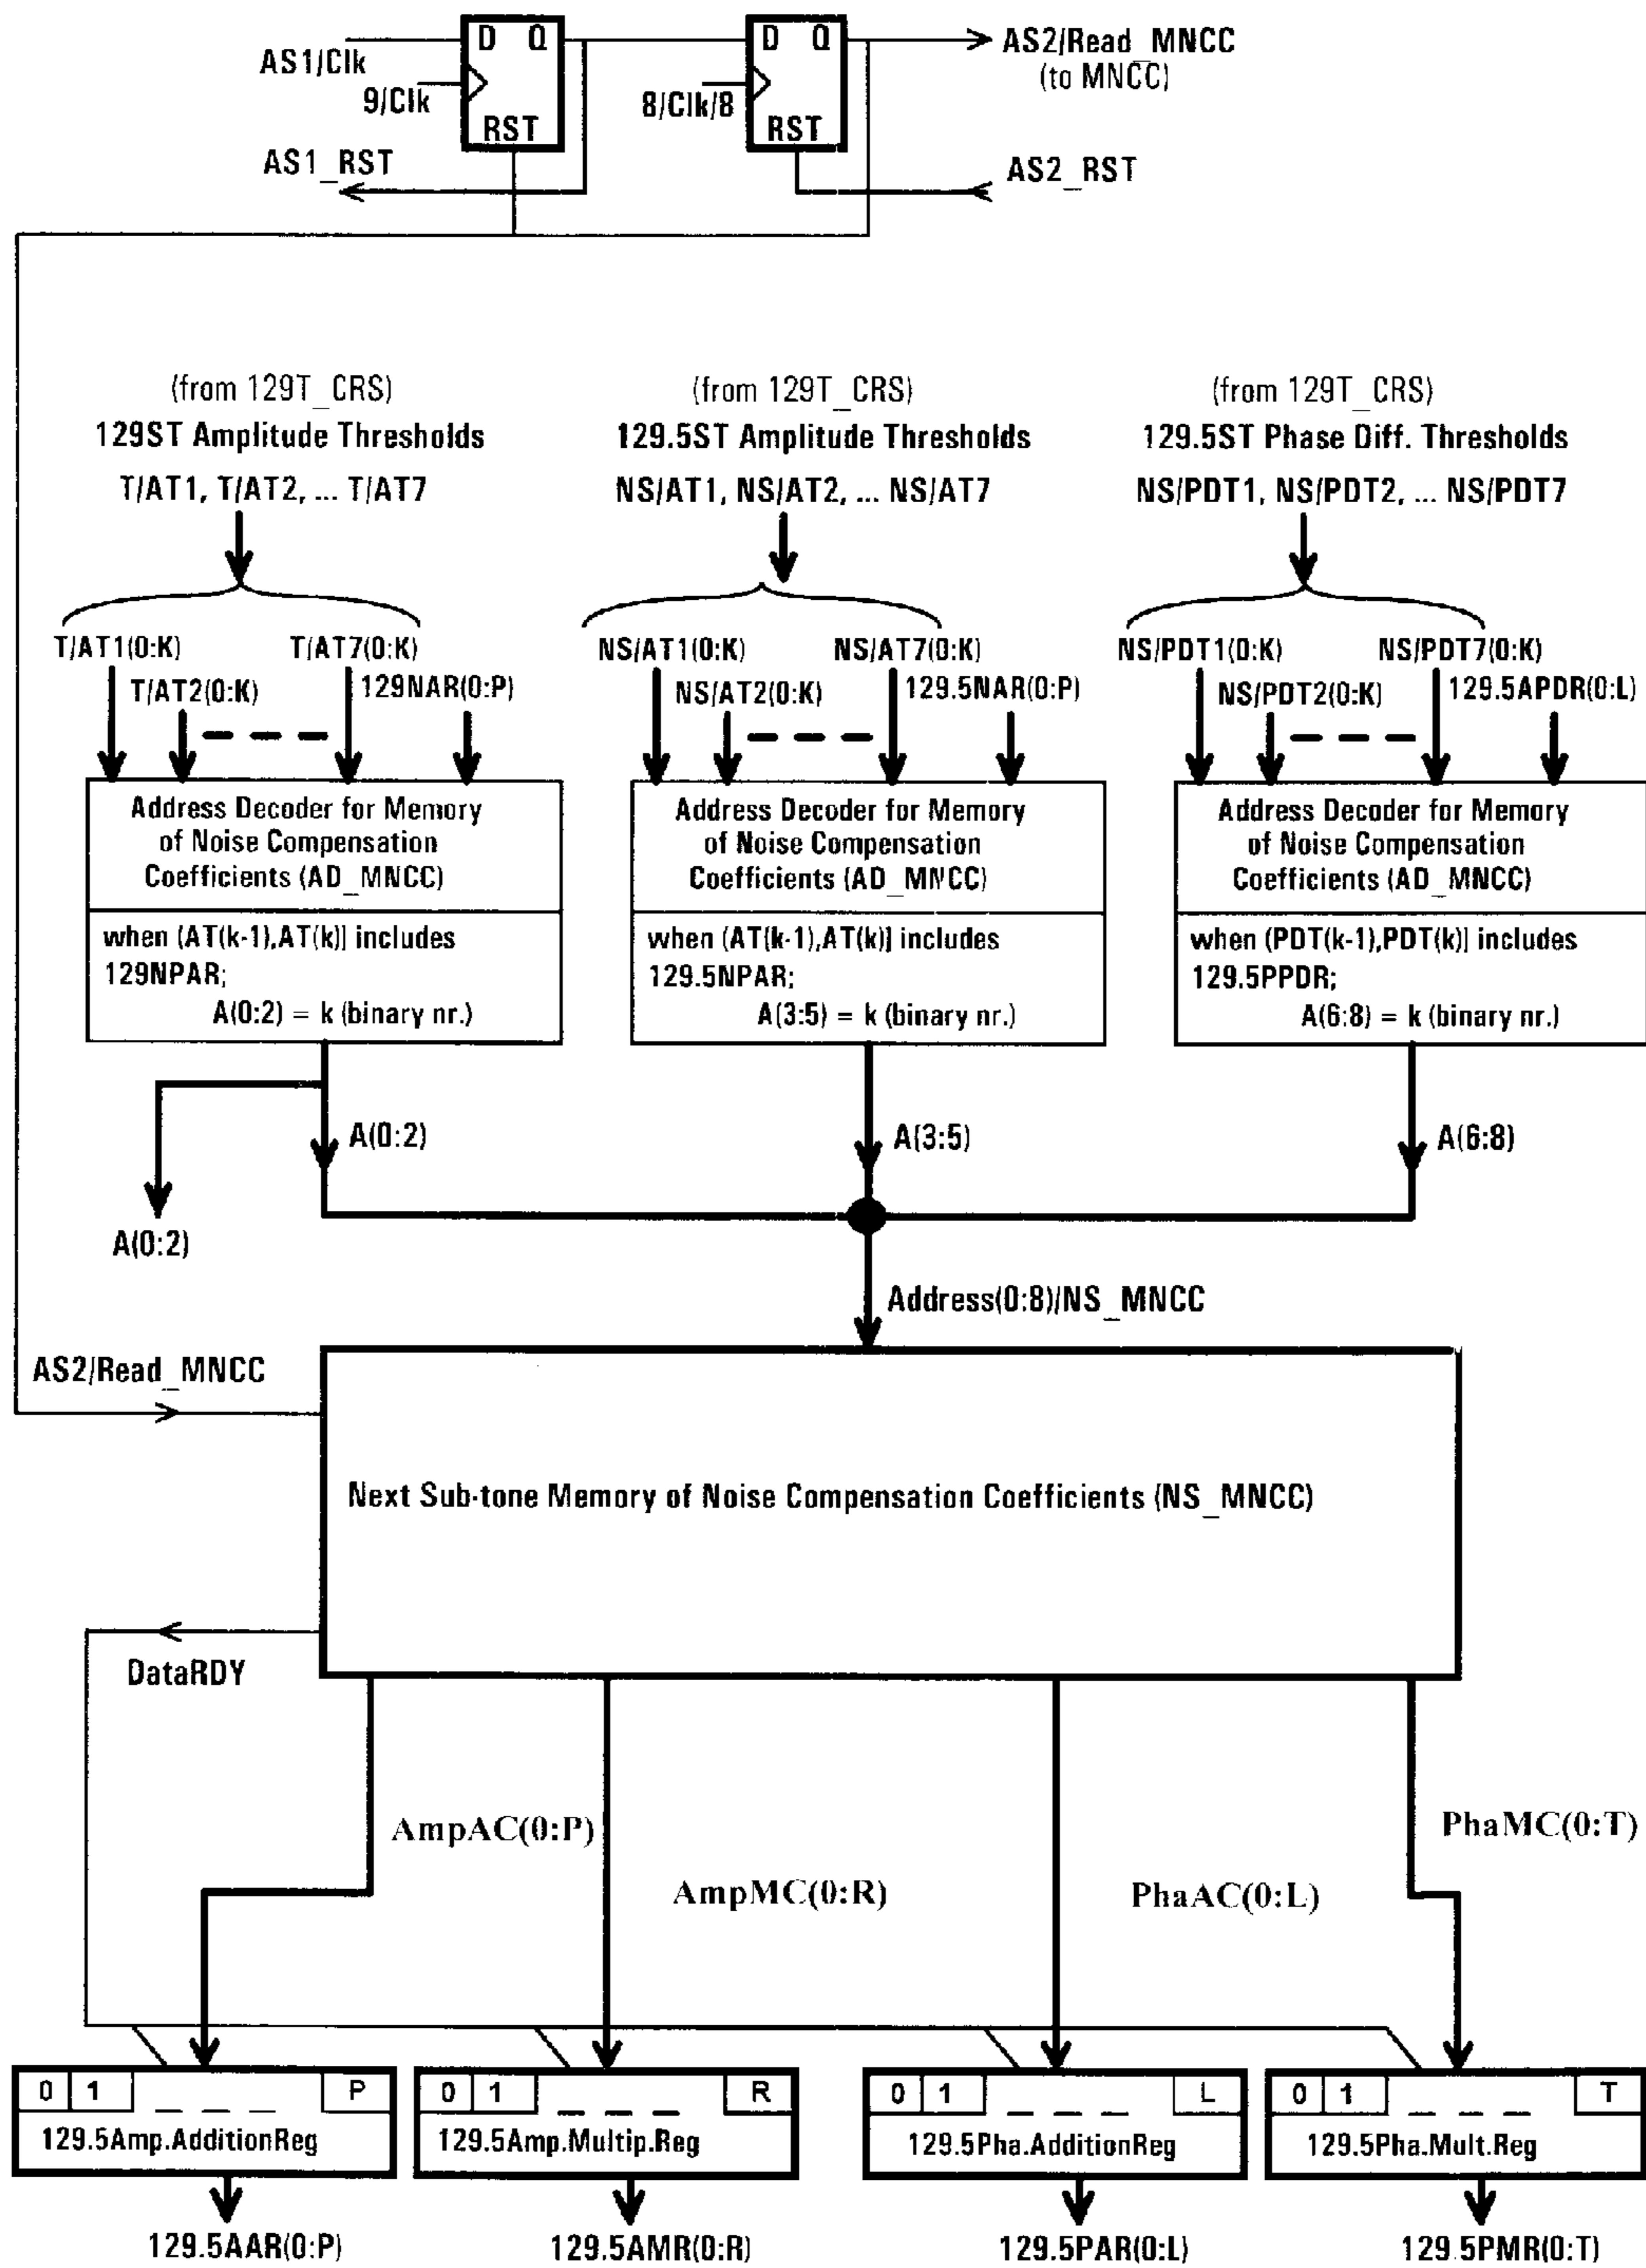 D Q
D Q
AS1/Clk
9/Clk
RST
8/Clk/8
RST
AS2/Read_MNCC
(to MNCC)
AS1_RST
AS2_RST
(from 129T_CRS)
129ST Amplitude Thresholds
T/AT1, T/AT2, ... T/AT7
(from 129T_CRS)
129.5ST Amplitude Thresholds
NS/AT1, NS/AT2, ... NS/AT7
(from 129T_CRS)
129.5ST Phase Diff. Thresholds
NS/PDT1, NS/PDT2, ... NS/PDT7
T/AT1(0:K)
T/AT7(0:K)
T/AT2(0:K)
129NAR(0:P)
NS/AT1(0:K)
NS/AT7(0:K)
NS/AT2(0:K)
129.5NAR(0:P)
NS/PDT1(0:K)
NS/PDT7(0:K)
NS/PDT2(0:K)
129.5APDR(0:L)
Address Decoder for Memory
of Noise Compensation
Coefficients (AD_MNCC)
when (AT(k-1),AT(k)] includes
129NPAR;
A(0:2) = k (binary nr.)
Address Decoder for Memory
of Noise Compensation
Coefficients (AD_MNCC)
when (AT(k-1),AT(k)] includes
129.5NPAR;
A(3:5) = k (binary nr.)
Address Decoder for Memory
of Noise Compensation
Coefficients (AD_MNCC)
when (PDT(k-1),PDT(k)] includes
129.5PPDR;
A(6:8) = k (binary nr.)
A(0:2)
A(3:5)
A(6:8)
A(0:2)
Address(0:8)/NS_MNCC
AS2/Read_MNCC
Next Sub-tone Memory of Noise Compensation Coefficients (NS_MNCC)
DataRDY
AmpAC(0:P)
AmpMC(0:R)
PhaAC(0:L)
PhaMC(0:T)
0 1 P
129.5Amp.AdditionReg
0 1 R
129.5Amp.Multip.Reg
0 1 L
129.5Pha.AdditionReg
0 1 T
129.5Pha.Mult.Reg
129.5AAR(0:P)
129.5AMR(0:R)
129.5PAR(0:L)
129.5PMR(0:T)